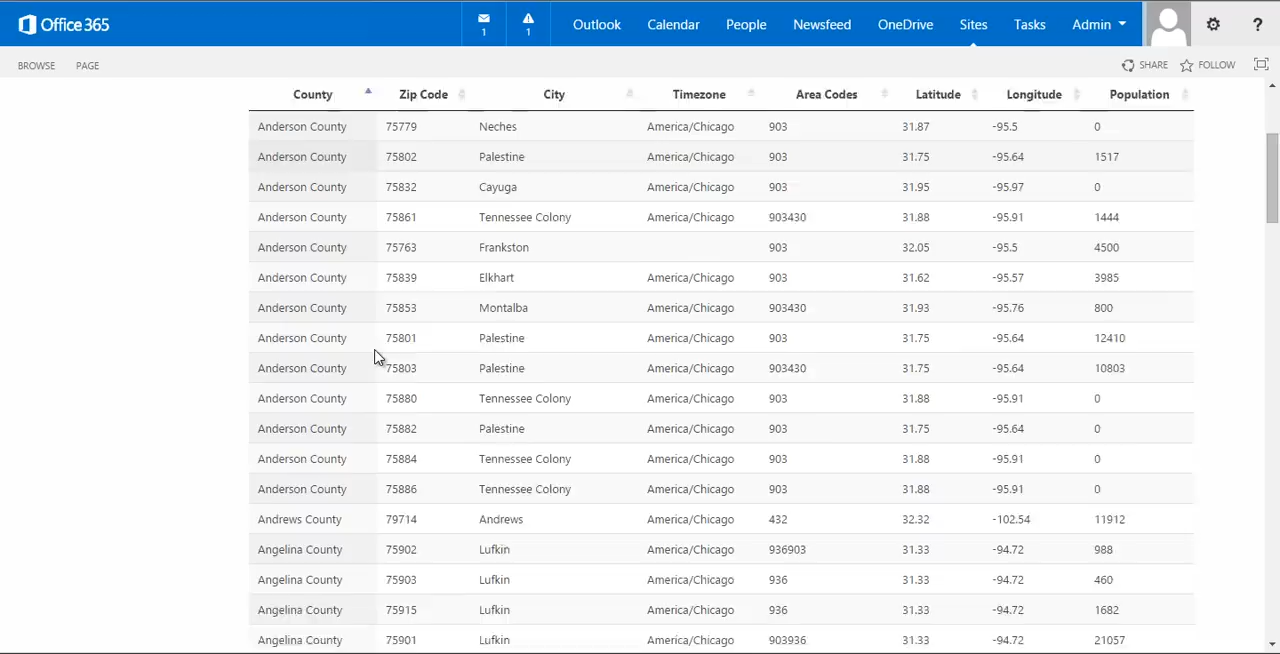 Office 365 1 1 Outlook Calendar People Newsfeed OneDrive Sites Tasks Admin ?
BROWSE PAGE SHARE FOLLOW
County Zip Code City Timezone Area Codes Latitude Longitude Population
Anderson County 75779 Neches America/Chicago 903 31.87 -95.5 0
Anderson County 75802 Palestine America/Chicago 903 31.75 -95.64 1517
Anderson County 75832 Cayuga America/Chicago 903 31.95 -95.97 0
Anderson County 75861 Tennessee Colony America/Chicago 903430 31.88 -95.91 1444
Anderson County 75763 Frankston 903 32.05 -95.5 4500
Anderson County 75839 Elkhart America/Chicago 903 31.62 -95.57 3985
Anderson County 75853 Montalba America/Chicago 903430 31.93 -95.76 800
Anderson County 75801 Palestine America/Chicago 903 31.75 -95.64 12410
Anderson County 75803 Palestine America/Chicago 903430 31.75 -95.64 10803
Anderson County 75880 Tennessee Colony America/Chicago 903 31.88 -95.91 0
Anderson County 75882 Palestine America/Chicago 903 31.75 -95.64 0
Anderson County 75884 Tennessee Colony America/Chicago 903 31.88 -95.91 0
Anderson County 75886 Tennessee Colony America/Chicago 903 31.88 -95.91 0
Andrews County 79714 Andrews America/Chicago 432 32.32 -102.54 11912
Angelina County 75902 Lufkin America/Chicago 936903 31.33 -94.72 988
Angelina County 75903 Lufkin America/Chicago 936 31.33 -94.72 460
Angelina County 75915 Lufkin America/Chicago 936 31.33 -94.72 1682
Angelina County 75901 Lufkin America/Chicago 903936 31.33 -94.72 21057